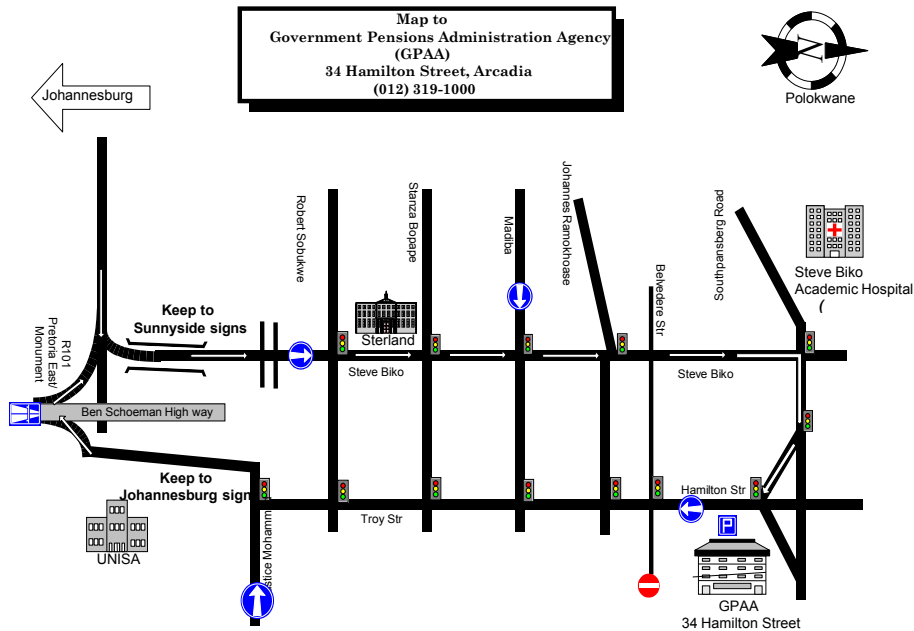 Map to
Government Pensions Administration Agency
(GPAA)
34 Hamilton Street, Arcadia
(012) 319-1000
N
Polokwane
Johannesburg
Robert Sobukwe
Stanza Bopape
Madiba
Johannes Ramokhoase
Belvedere Str
Southpansberg Road
Steve Biko
Academic Hospital
(
Keep to
Sunnyside signs
Sterland
Steve Biko
Steve Biko
R101
Pretoria East/
Monument
Ben Schoeman High way
Keep to
Johannesburg sign
UNISA
stice Mohamm
Troy Str
Hamilton Str
P
GPAA
34 Hamilton Street